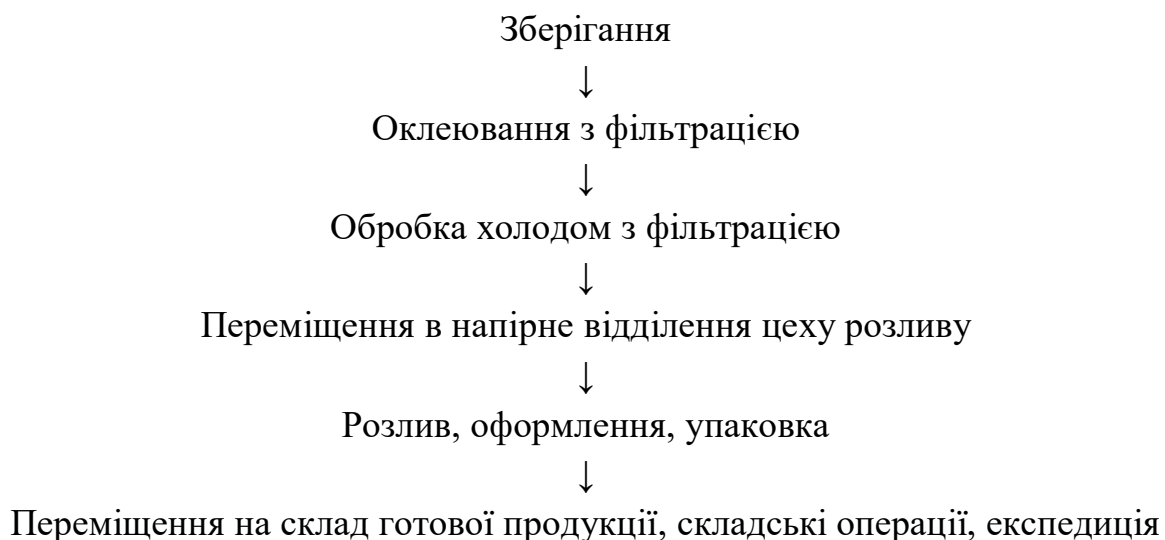 Зберігання
↓
Оклеювання з фільтрацією
↓
Обробка холодом з фільтрацією
↓
Переміщення в напірне відділення цеху розливу
↓
Розлив, оформлення, упаковка
↓
Переміщення на склад готової продукції, складські операції, експедиція